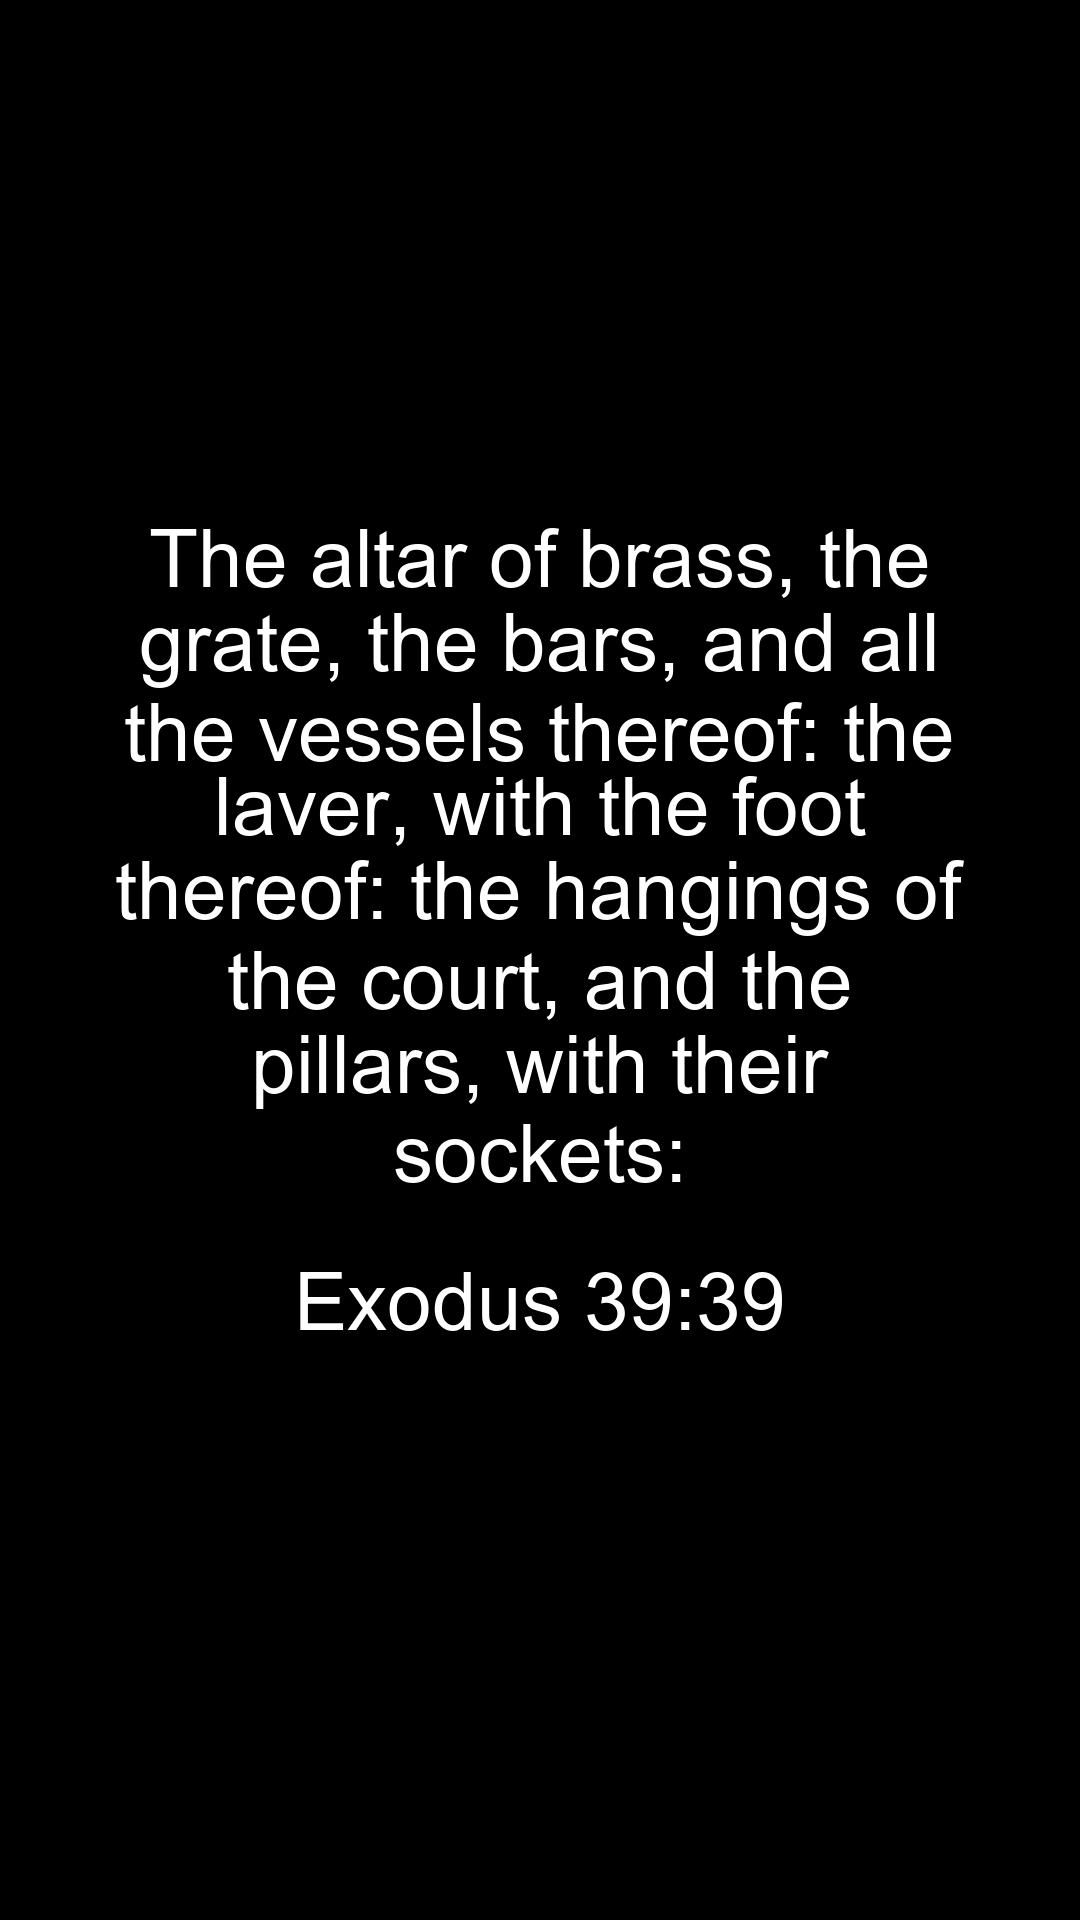 The altar of brass, the
grate, the bars, and all
the vessels thereof: the
laver, with the foot
thereof: the hangings of
the court, and the
pillars, with their
sockets:
Exodus 39:39